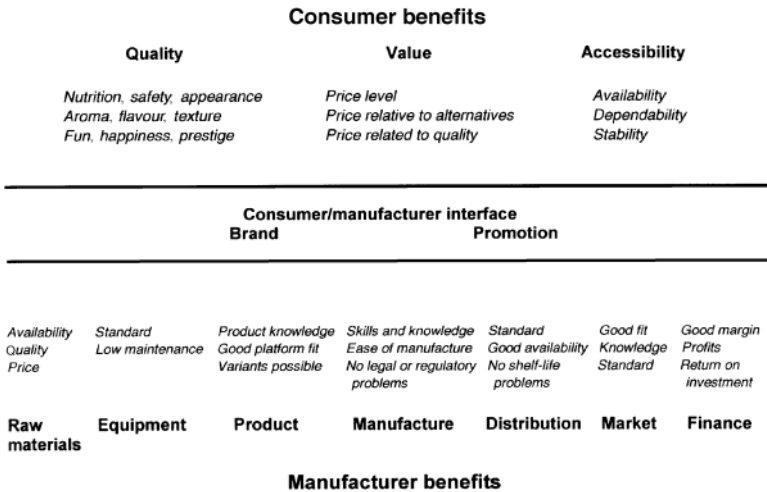 Consumer benefits
Quality Value Accessibility
Nutrition, safety, appearance Price level Availability
Aroma, flavour, texture Price relative to alternatives Dependability
Fun, happiness, prestige Price related to quality Stability
Consumer/manufacturer interface
Brand Promotion
Availability Standard Product knowledge Skills and knowledge Standard Good fit Good margin
Quality Low maintenance Good platform fit Ease of manufacture Good availability Knowledge Profits
Price Variants possible No legal or regulatory No shelf-life Standard Return on
problems problems investment
Raw Equipment Product Manufacture Distribution Market Finance
materials
Manufacturer benefits